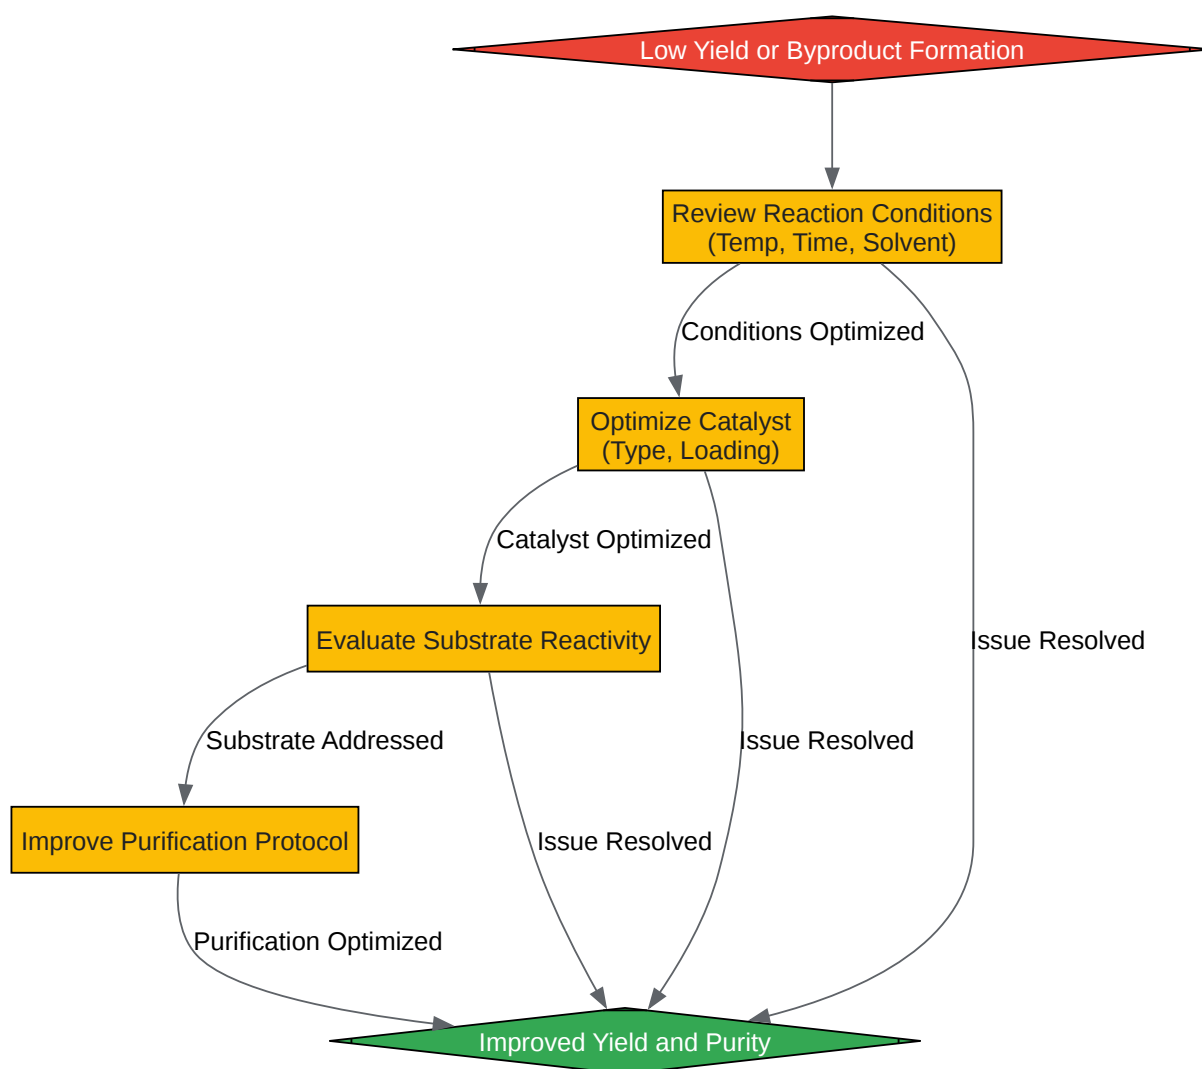 Low Yield or Byproduct Formation
Review Reaction Conditions
(Temp, Time, Solvent)
Conditions Optimized
Optimize Catalyst
(Type, Loading)
Catalyst Optimized
Evaluate Substrate Reactivity
Issue Resolved
Substrate Addressed
Issue Resolved
Improve Purification Protocol
Issue Resolved
Purification Optimized
Improved Yield and Purity